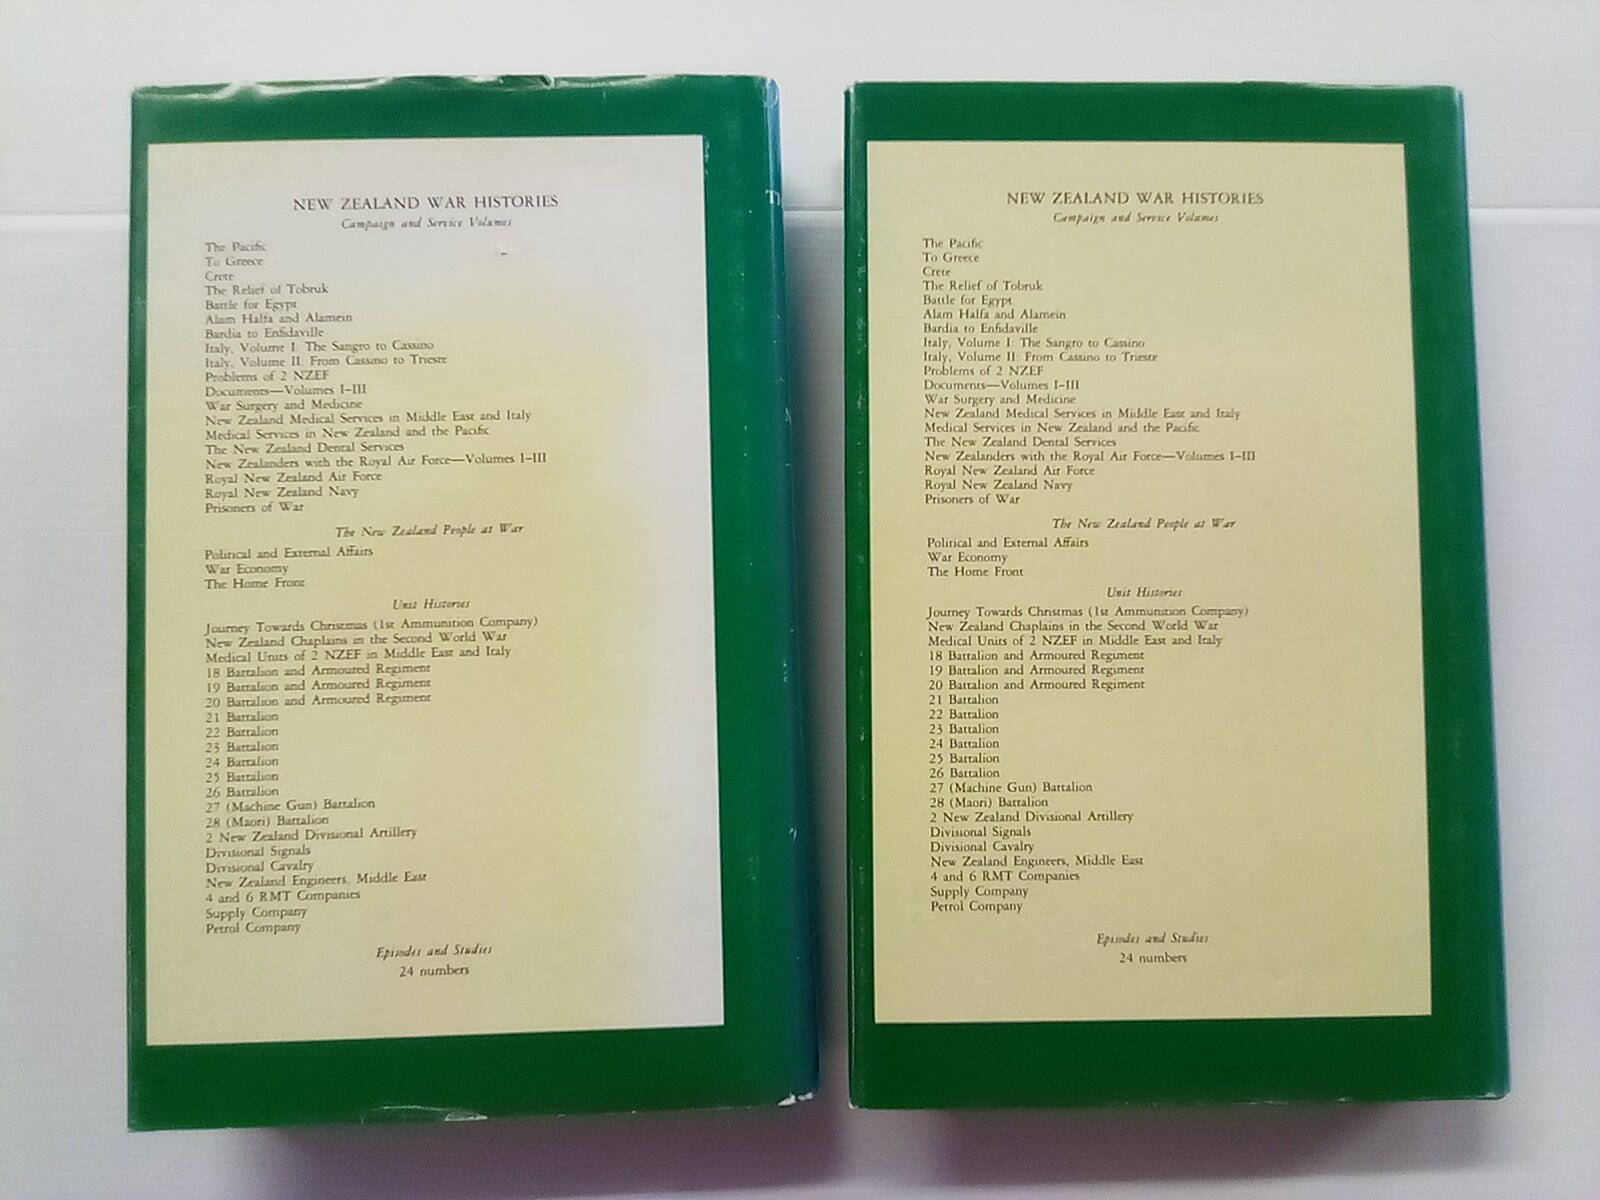 NEW ZEALAND WAR HISTORIES
Campaign and Service Volumes
The Pacific
To Greece
Crete
The Relief of Tobruk
Battle for Egypt
Alam Halfa and Alamein
Bardia to Enfidaville
Italy, Volume I: The Sangro to Cassino
Italy, Volume II: From Cassino to Trieste
Problems of 2 NZEF
Documents—Volumes I–III
War Surgery and Medicine
New Zealand Medical Services in Middle East and Italy
Medical Services in New Zealand and the Pacific
The New Zealand Dental Services
New Zealanders with the Royal Air Force—Volumes I–III
Royal New Zealand Air Force
Royal New Zealand Navy
Prisoners of War
The New Zealand People at War
Political and External Affairs
War Economy
The Home Front
Unit Histories
Journey Towards Christmas (1st Ammunition Company)
New Zealand Chaplains in the Second World War
Medical Units of 2 NZEF in Middle East and Italy
18 Battalion and Armoured Regiment
19 Battalion and Armoured Regiment
20 Battalion and Armoured Regiment
21 Battalion
22 Battalion
23 Battalion
24 Battalion
25 Battalion
26 Battalion
27 (Machine Gun) Battalion
28 (Maori) Battalion
2 New Zealand Divisional Artillery
Divisional Signals
Divisional Cavalry
New Zealand Engineers, Middle East
4 and 6 RMT Companies
Supply Company
Petrol Company
Episodes and Studies
24 numbers
NEW ZEALAND WAR HISTORIES
Campaign and Service Volumes
The Pacific
To Greece
Crete
The Relief of Tobruk
Battle for Egypt
Alam Halfa and Alamein
Bardia to Enfidaville
Italy, Volume I: The Sangro to Cassino
Italy, Volume II: From Cassino to Trieste
Problems of 2 NZEF
Documents—Volumes I–III
War Surgery and Medicine
New Zealand Medical Services in Middle East and Italy
Medical Services in New Zealand and the Pacific
The New Zealand Dental Services
New Zealanders with the Royal Air Force—Volumes I–III
Royal New Zealand Air Force
Royal New Zealand Navy
Prisoners of War
The New Zealand People at War
Political and External Affairs
War Economy
The Home Front
Unit Histories
Journey Towards Christmas (1st Ammunition Company)
New Zealand Chaplains in the Second World War
Medical Units of 2 NZEF in Middle East and Italy
18 Battalion and Armoured Regiment
19 Battalion and Armoured Regiment
20 Battalion and Armoured Regiment
21 Battalion
22 Battalion
23 Battalion
24 Battalion
25 Battalion
26 Battalion
27 (Machine Gun) Battalion
28 (Maori) Battalion
2 New Zealand Divisional Artillery
Divisional Signals
Divisional Cavalry
New Zealand Engineers, Middle East
4 and 6 RMT Companies
Supply Company
Petrol Company
Episodes and Studies
24 numbers